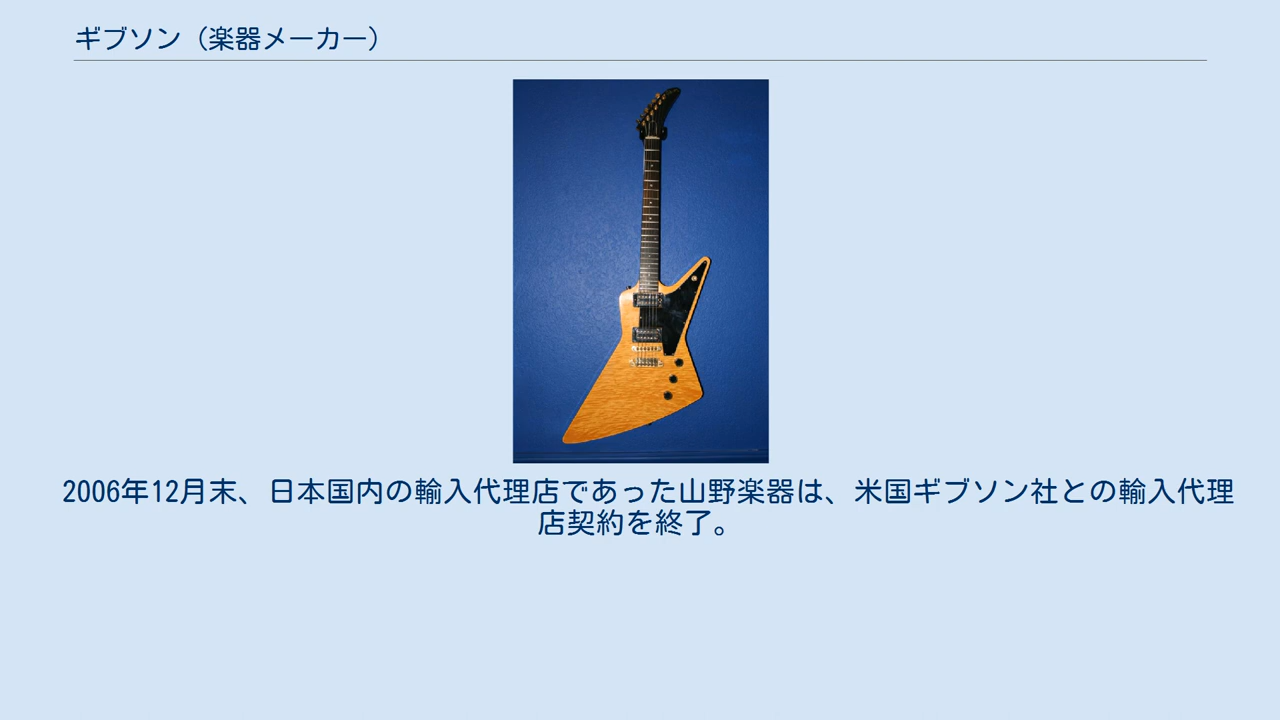 ギブソン（楽器メーカー）
2006年12月末、日本国内の輸入代理店であった山野楽器は、米国ギブソン社との輸入代理
店契約を終了。